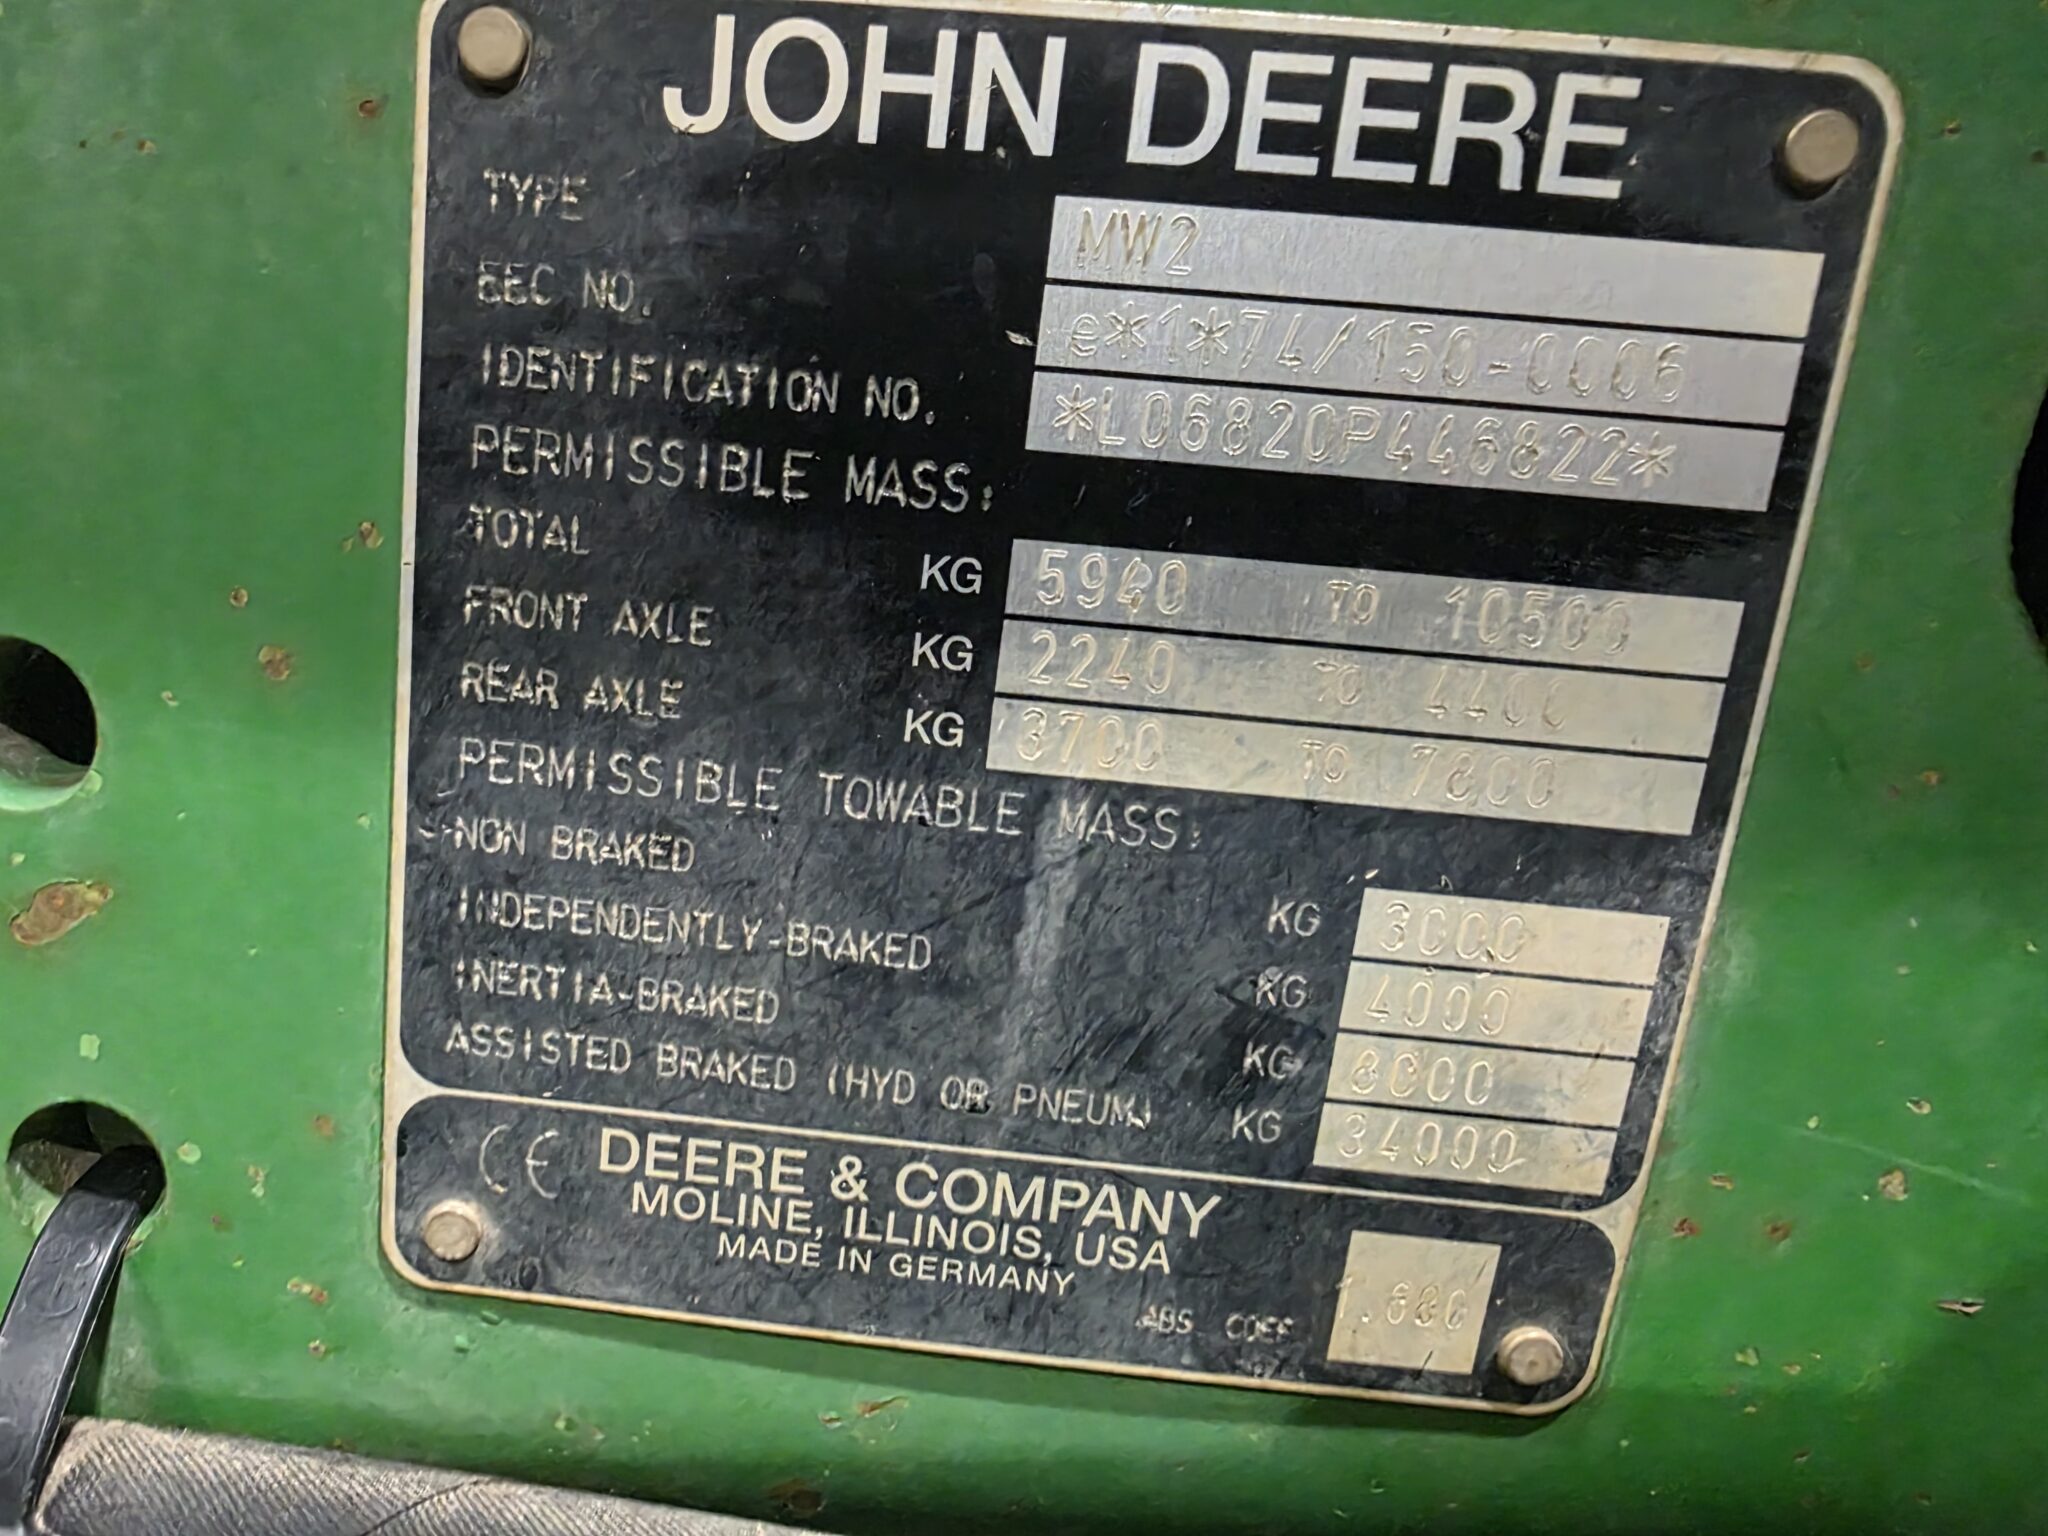 JOHN DEERE
TYPE MW2
EEC NO. e*1*74/150-0006
IDENTIFICATION NO. *L06820P446822*
PERMISSIBLE MASS:
TOTAL KG 5940 TO 10500
FRONT AXLE KG 2240 TO 4400
REAR AXLE KG 3700 TO 7800
PERMISSIBLE TOWABLE MASS:
NON BRAKED KG 3000
INDEPENDENTLY-BRAKED KG 4000
INERTIA-BRAKED KG 8000
ASSISTED BRAKED (HYD OR PNEUM) KG 34000
CE DEERE & COMPANY
MOLINE, ILLINOIS, USA
MADE IN GERMANY
ABS COEF 1.680